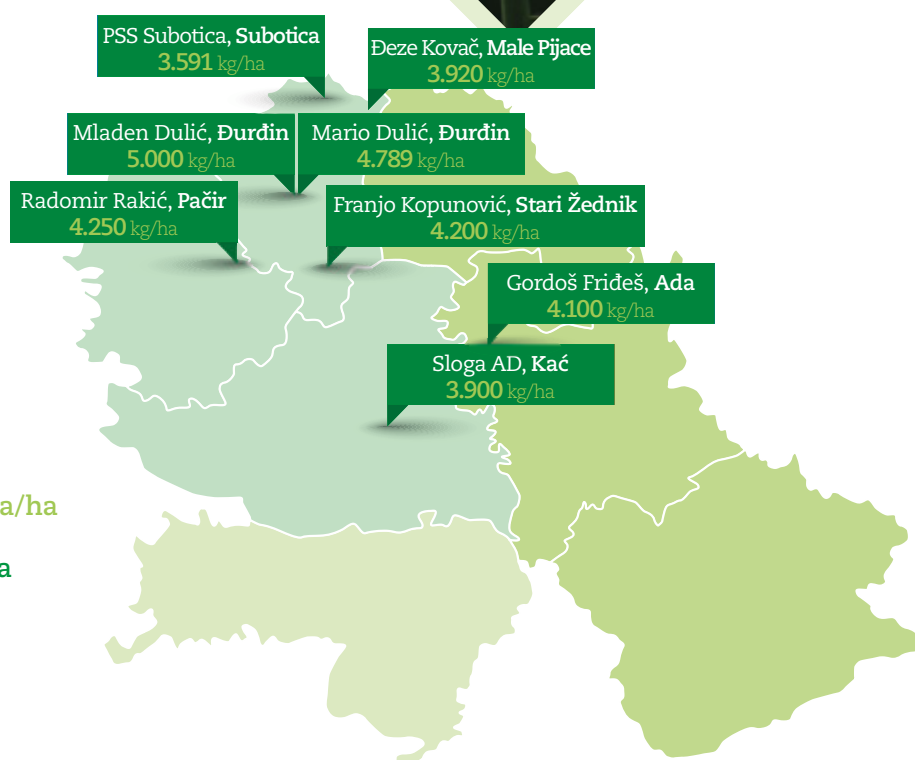 PSS Subotica, Subotica
3.591 kg/ha
Đeze Kovač, Male Pijace
3.920 kg/ha
Mladen Dulić, Đurđin
5.000 kg/ha
Mario Dulić, Đurđin
4.789 kg/ha
Radomir Rakić, Pačir
4.250 kg/ha
Franjo Kopunović, Stari Žednik
4.200 kg/ha
Gordoš Friđeš, Ada
4.100 kg/ha
Sloga AD, Kać
3.900 kg/ha
a/ha
a